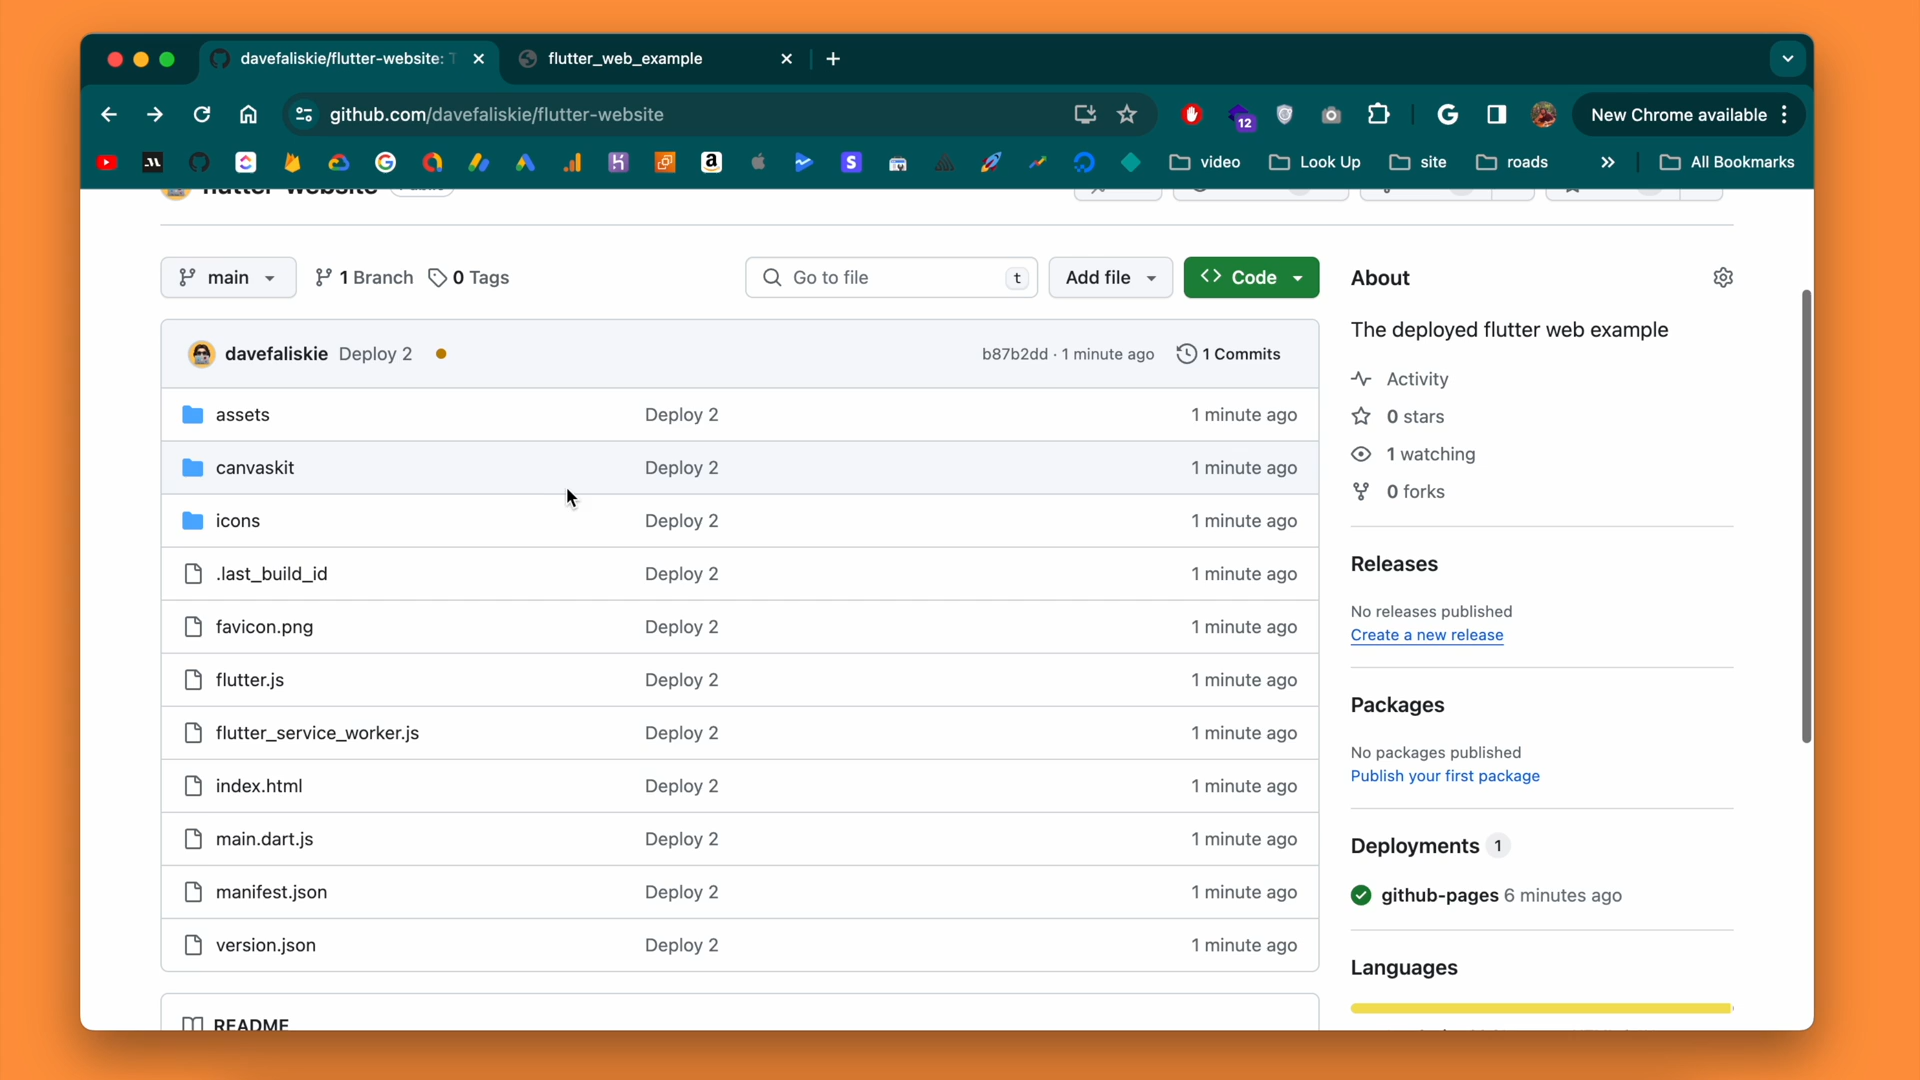 davefaliskie/flutter-website: T
flutter_web_example
github.com/davefaliskie/flutter-website
12
New Chrome available
video
Look Up
site
roads
All Bookmarks
flutter-website
Public
main
1 Branch
0 Tags
Go to file
t
Add file
Code
About
The deployed flutter web example
davefaliskie Deploy 2
b87b2dd · 1 minute ago
1 Commits
Activity
0 stars
1 watching
0 forks
assets Deploy 2 1 minute ago
canvaskit Deploy 2 1 minute ago
icons Deploy 2 1 minute ago
.last_build_id Deploy 2 1 minute ago
favicon.png Deploy 2 1 minute ago
flutter.js Deploy 2 1 minute ago
flutter_service_worker.js Deploy 2 1 minute ago
index.html Deploy 2 1 minute ago
main.dart.js Deploy 2 1 minute ago
manifest.json Deploy 2 1 minute ago
version.json Deploy 2 1 minute ago
README
Releases
No releases published
Create a new release
Packages
No packages published
Publish your first package
Deployments 1
github-pages 6 minutes ago
Languages